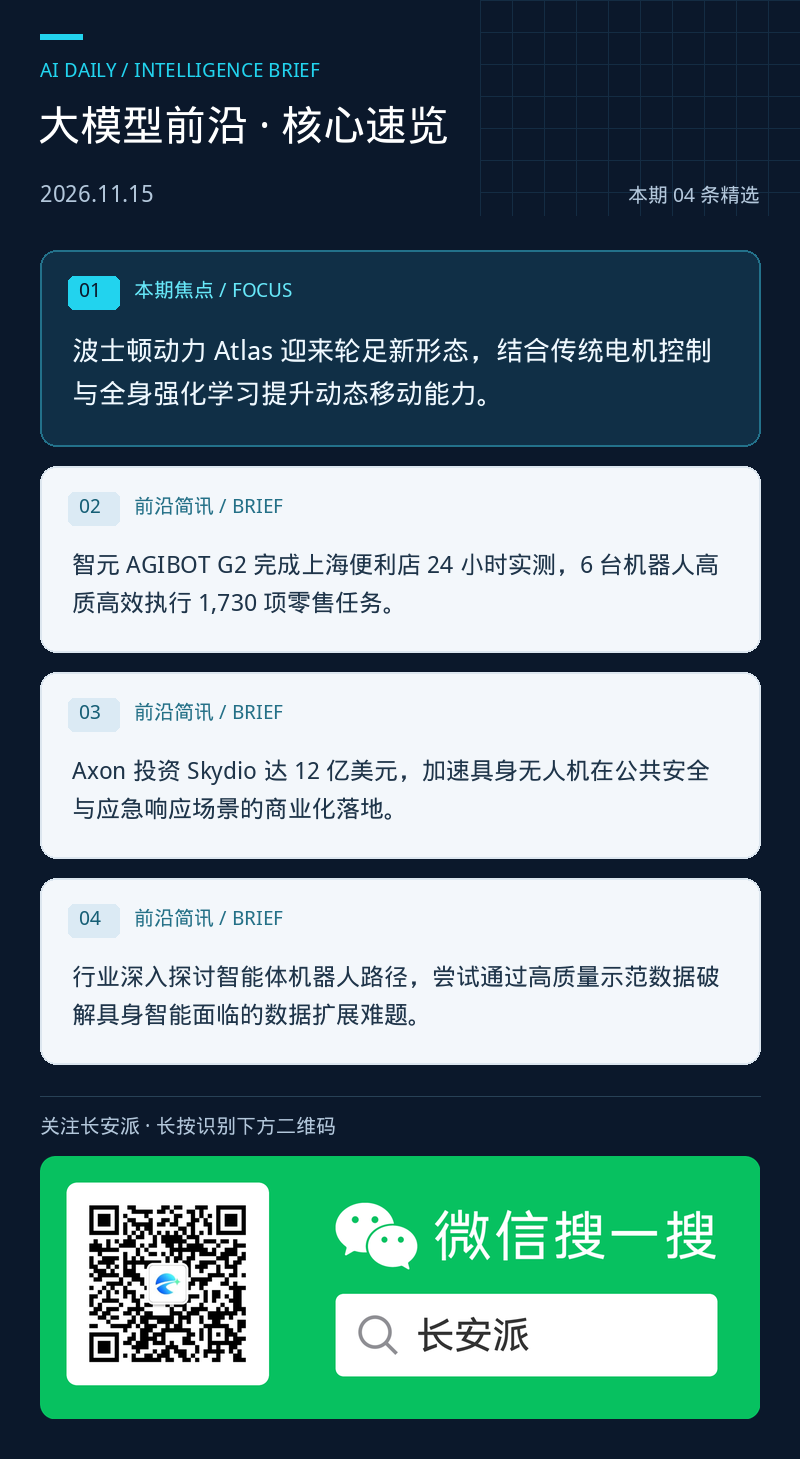 AI DAILY / INTELLIGENCE BRIEF
大模型前沿 · 核心速览
2026.11.15
本期 04 条精选
01 本期焦点 / FOCUS
波士顿动力 Atlas 迎来轮足新形态，结合传统电机控制
与全身强化学习提升动态移动能力。
02 前沿简讯 / BRIEF
智元 AGIBOT G2 完成上海便利店 24 小时实测，6 台机器人高
质高效执行 1,730 项零售任务。
03 前沿简讯 / BRIEF
Axon 投资 Skydio 达 12 亿美元，加速具身无人机在公共安全
与应急响应场景的商业化落地。
04 前沿简讯 / BRIEF
行业深入探讨智能体机器人路径，尝试通过高质量示范数据破
解具身智能面临的数据扩展难题。
关注长安派 · 长按识别下方二维码
微信搜一搜
长安派